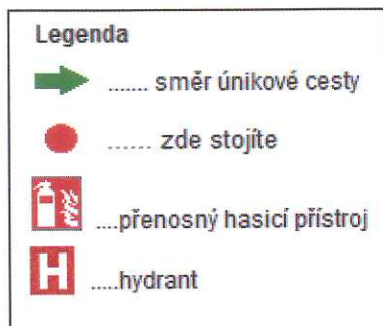 Legenda
....... směr únikové cesty
...... zde stojíte
....přenosný hasicí přístroj
H .....hydrant